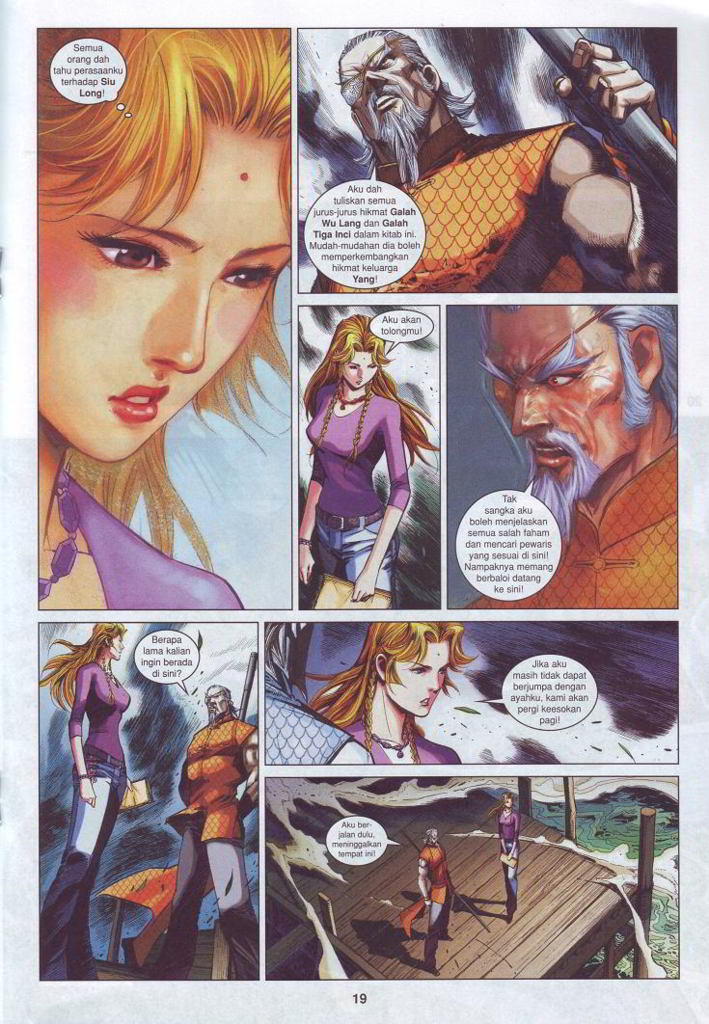 Semua
orang dah
tahu perasaanku
terhadap Siu
Long!
Aku dah
tuliskan semua
jurus-jurus hikmat Galah
Wu Lang dan Galah
Tiga Inci dalam kitab ini.
Mudah-mudahan dia boleh
memperkembangkan
hikmat keluarga
Yang!
Aku akan
tolongmu!
Tak
sangka aku
boleh menjelaskan
semua salah faham
dan mencari pewaris
yang sesuai di sini!
Nampaknya memang
berbaloi datang
ke sini!
Berapa
lama kalian
ingin berada
di sini?
Jika aku
masih tidak dapat
berjumpa dengan
ayahku, kami akan
pergi keesokan
pagi!
Aku ber-
jalan dulu,
meninggalkan
tempat ini!
19